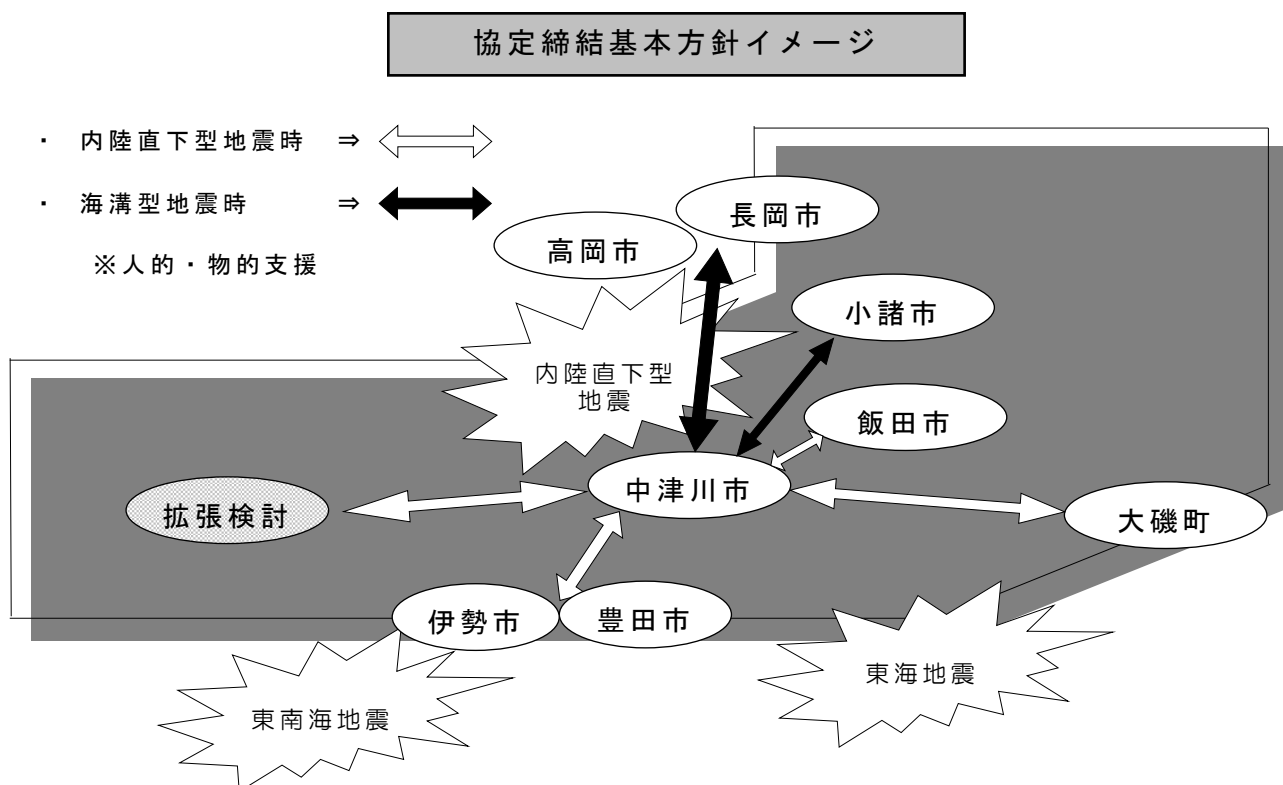 協定締結基本方針イメージ
・ 内陸直下型地震時 ⇒
・ 海溝型地震時 ⇒
※人的・物的支援
長岡市
高岡市
小諸市
内陸直下型
地震
飯田市
中津川市
拡張検討
大磯町
伊勢市
豊田市
東海地震
東南海地震